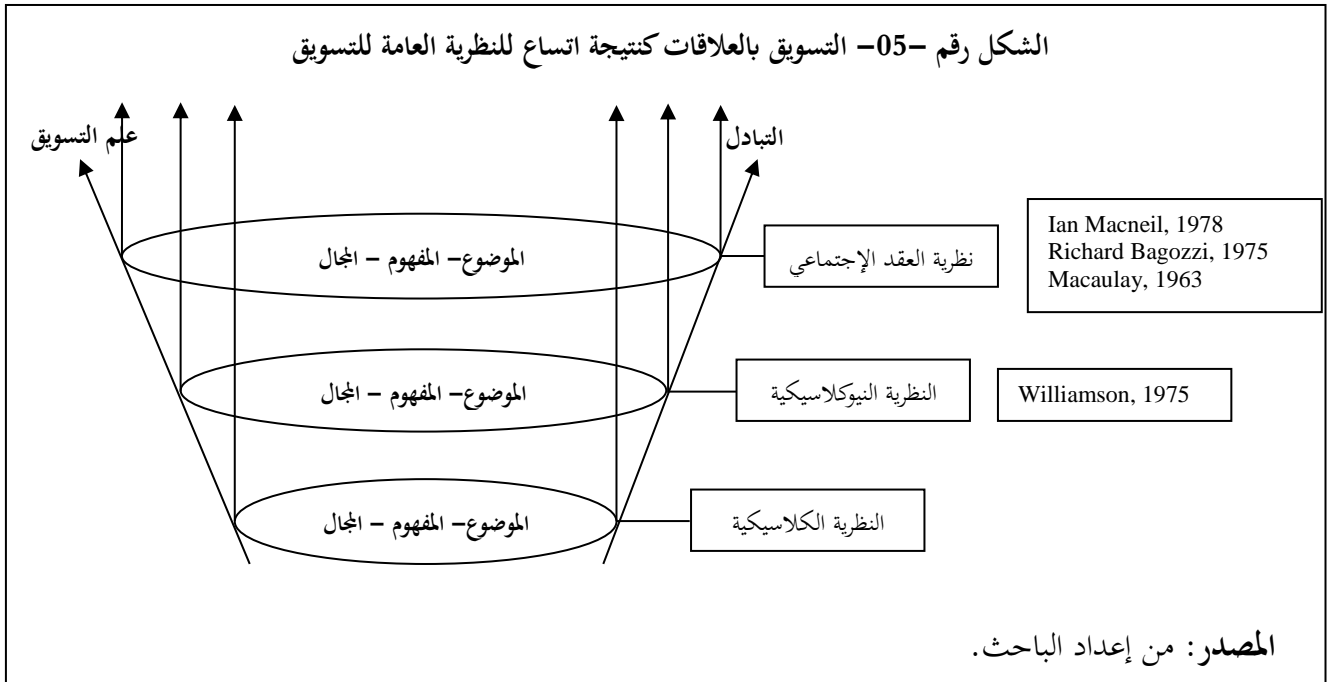 الشكل رقم –05– التسويق بالعلاقات كنتيجة اتساع للنظرية العامة للتسويق
التبادل
علم التسويق
الموضوع– المفهوم – المجال
نظرية العقد الإجتماعي
Ian Macneil, 1978
Richard Bagozzi, 1975
Macaulay, 1963
الموضوع– المفهوم – المجال
النظرية النيوكلاسيكية
Williamson, 1975
الموضوع– المفهوم – المجال
النظرية الكلاسيكية
المصدر: من إعداد الباحث.